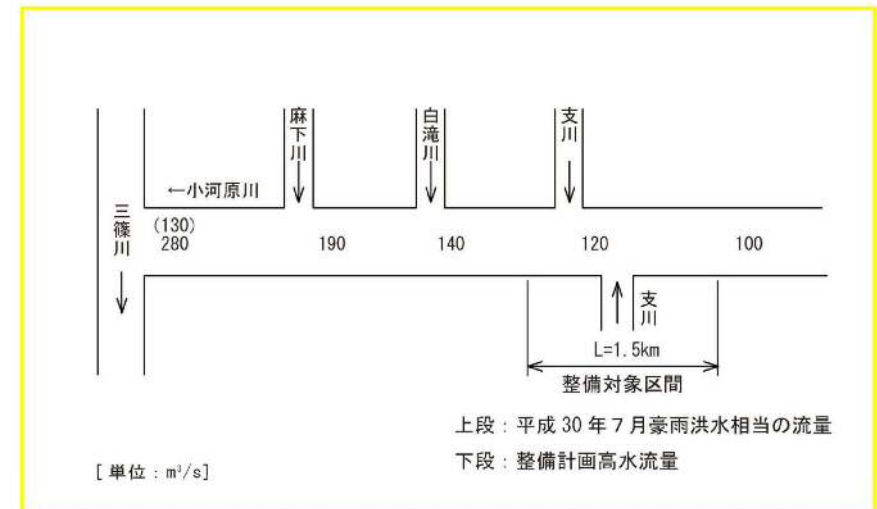 麻下川
白滝川
支川
←小河原川
三篠川
(130)
280
190
140
120
100
支川
L=1.5km
整備対象区間
上段：平成30年7月豪雨洪水相当の流量
下段：整備計画高水流量
[単位：m³/s]